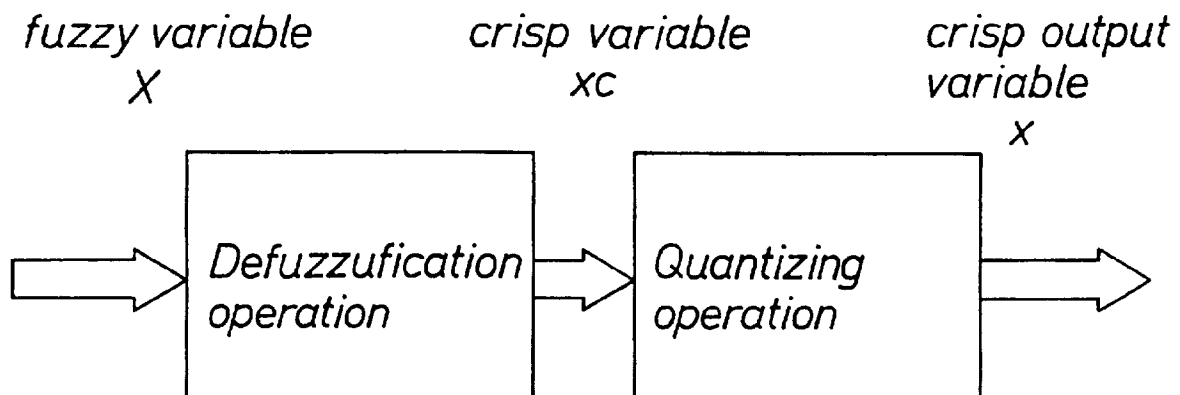 fuzzy variable
X
crisp variable
xc
crisp output
variable
x
Defuzzufication
operation
Quantizing
operation